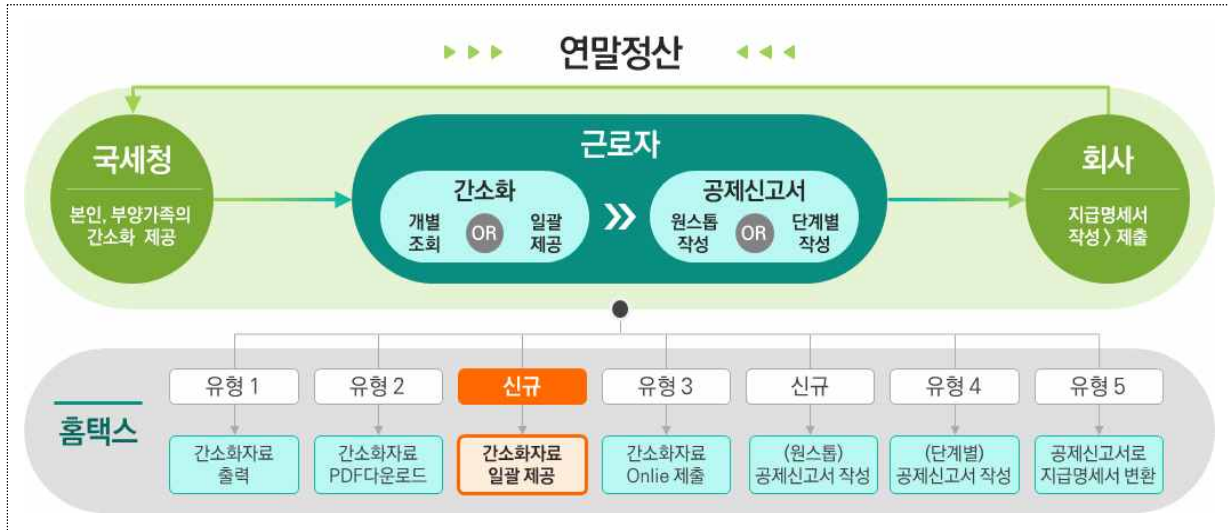 연말정산
국세청
본인, 부양가족의
간소화 제공
근로자
간소화
개별
조회
OR
일괄
제공
공제신고서
원스톱
작성
OR
단계별
작성
회사
지급명세서
작성 〉 제출
홈택스
유형 1
유형 2
신규
유형 3
신규
유형 4
유형 5
간소화자료
출력
간소화자료
PDF다운로드
간소화자료
일괄 제공
간소화자료
Onlie 제출
(원스톱)
공제신고서 작성
(단계별)
공제신고서 작성
공제신고서로
지급명세서 변환